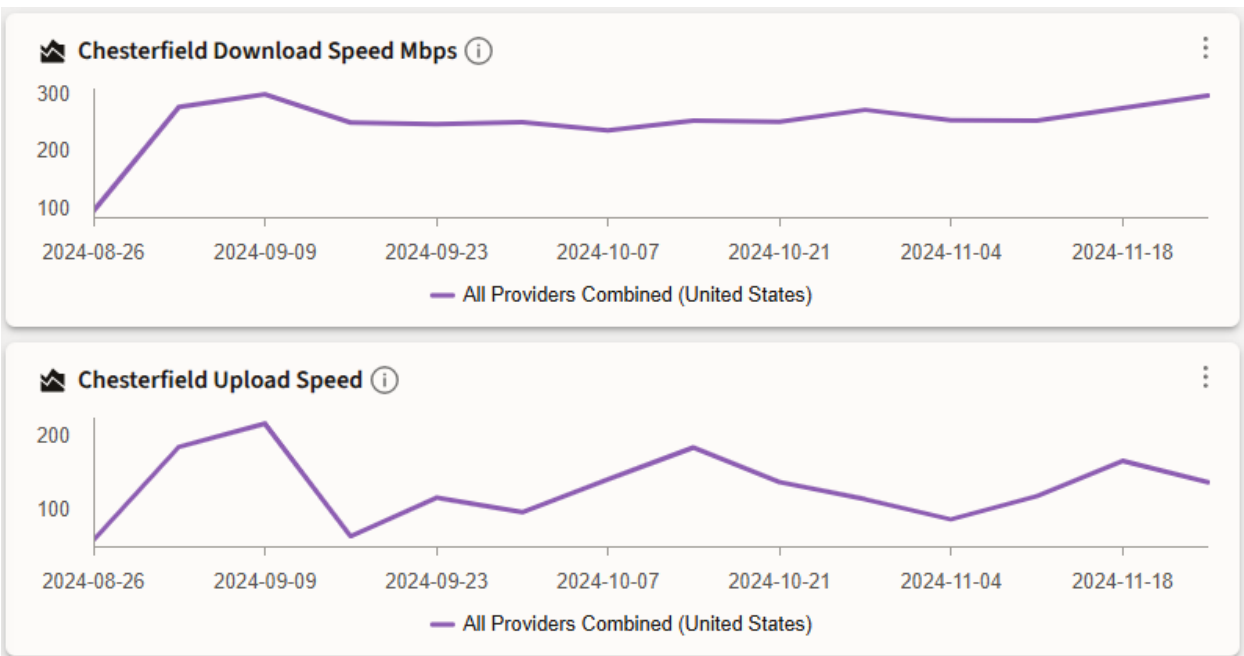 Chesterfield Download Speed Mbps
300
200
100
2024-08-26 2024-09-09 2024-09-23 2024-10-07 2024-10-21 2024-11-04 2024-11-18
All Providers Combined (United States)
Chesterfield Upload Speed
200
100
2024-08-26 2024-09-09 2024-09-23 2024-10-07 2024-10-21 2024-11-04 2024-11-18
All Providers Combined (United States)